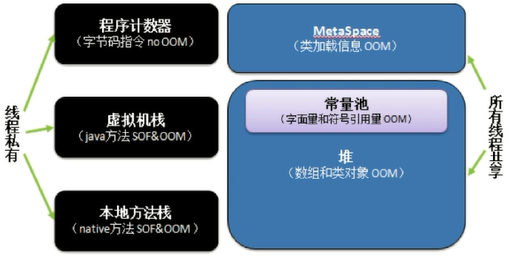 线程私有
程序计数器
（字节码指令 no OOM）
虚拟机栈
（java方法 SOF&OOM）
本地方法栈
（native方法 SOF&OOM ）
MetaSpace
（类加载信息 OOM）
常量池
（字面量和符号引用量 OOM）
堆
（数组和类对象 OOM）
所有线程共享